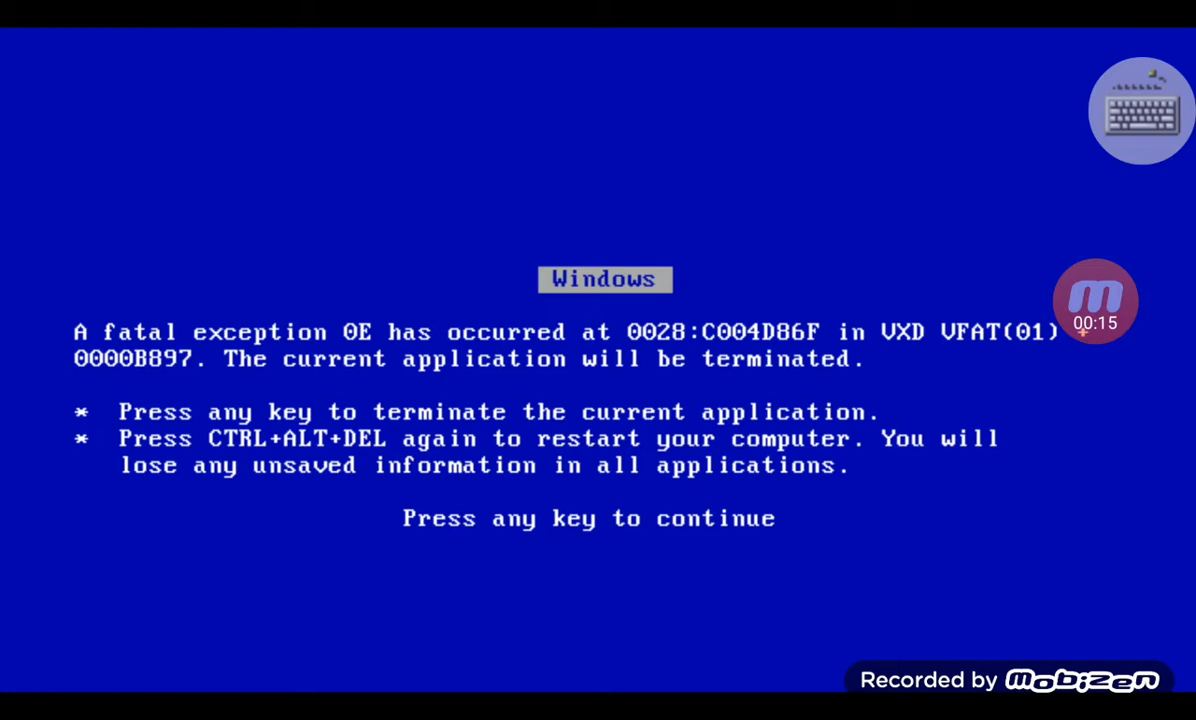 Windows
A fatal exception 0E has occurred at 0028:C004D86F in VXD VFAT(01) +
0000B897. The current application will be terminated.
* Press any key to terminate the current application.
* Press CTRL+ALT+DEL again to restart your computer. You will
lose any unsaved information in all applications.
Press any key to continue
00:15
Recorded by mobizen